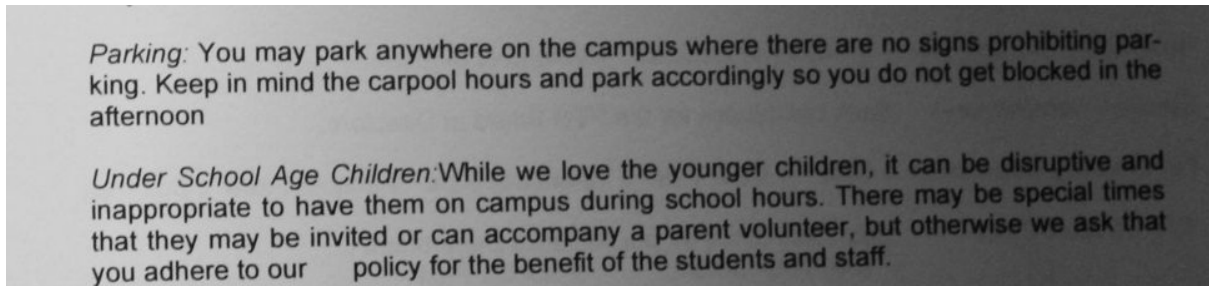 Parking: You may park anywhere on the campus where there are no signs prohibiting par-
king. Keep in mind the carpool hours and park accordingly so you do not get blocked in the
afternoon
Under School Age Children:While we love the younger children, it can be disruptive and
inappropriate to have them on campus during school hours. There may be special times
that they may be invited or can accompany a parent volunteer, but otherwise we ask that
you adhere to our policy for the benefit of the students and staff.